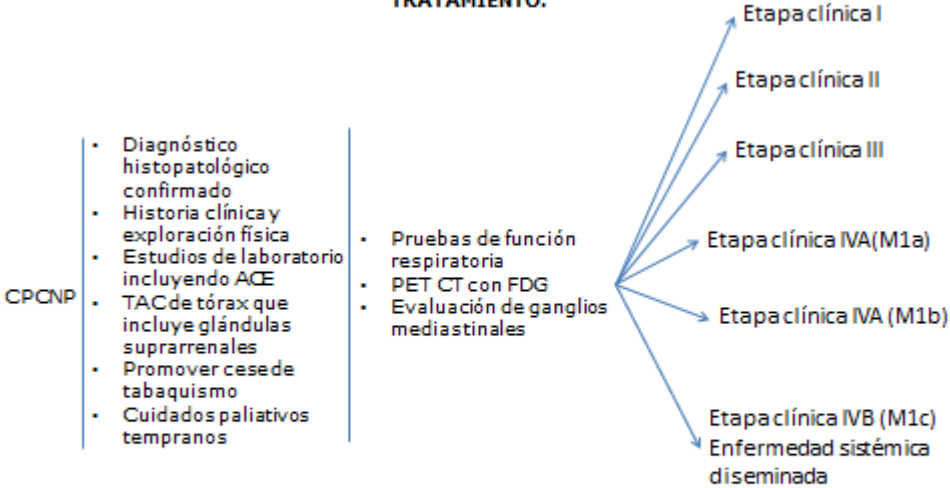 TRATAMIENTO.
CPCNP
• Diagnóstico
histopatológico
confirmado
• Historia clínica y
exploración física
• Estudios de laboratorio
incluyendo ACE
• TAC de tórax que
incluye glándulas
suprarrenales
• Promover cese de
tabaquismo
• Cuidados paliativos
tempranos
• Pruebas de función
respiratoria
• PET CT con FDG
• Evaluación de ganglios
mediastinales
Etapa clínica I
Etapa clínica II
Etapa clínica III
Etapa clínica IVA(M1a)
Etapa clínica IVA (M1b)
Etapa clínica IVB (M1c)
Enfermedad sistémica
diseminada